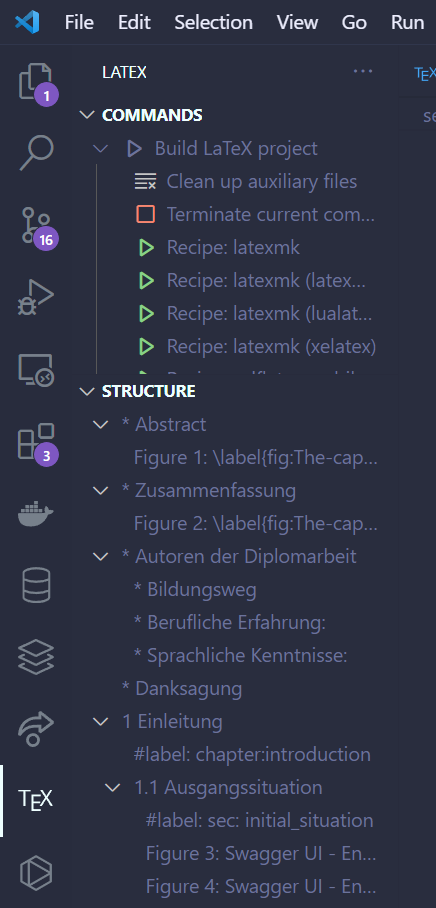 File Edit Selection View Go Run
LATEX ···
TEX
COMMANDS
se
1
Build LaTeX project
Clean up auxiliary files
Terminate current com...
16
Recipe: latexmk
Recipe: latexmk (latex...
Recipe: latexmk (lualat...
Recipe: latexmk (xelatex)
STRUCTURE
* Abstract
3
Figure 1: \label{fig:The-cap...
* Zusammenfassung
Figure 2: \label{fig:The-cap...
* Autoren der Diplomarbeit
* Bildungsweg
* Berufliche Erfahrung:
* Sprachliche Kenntnisse:
* Danksagung
1 Einleitung
#label: chapter:introduction
1.1 Ausgangssituation
TEX
#label: sec: initial_situation
Figure 3: Swagger UI - En...
Figure 4: Swagger UI - En...